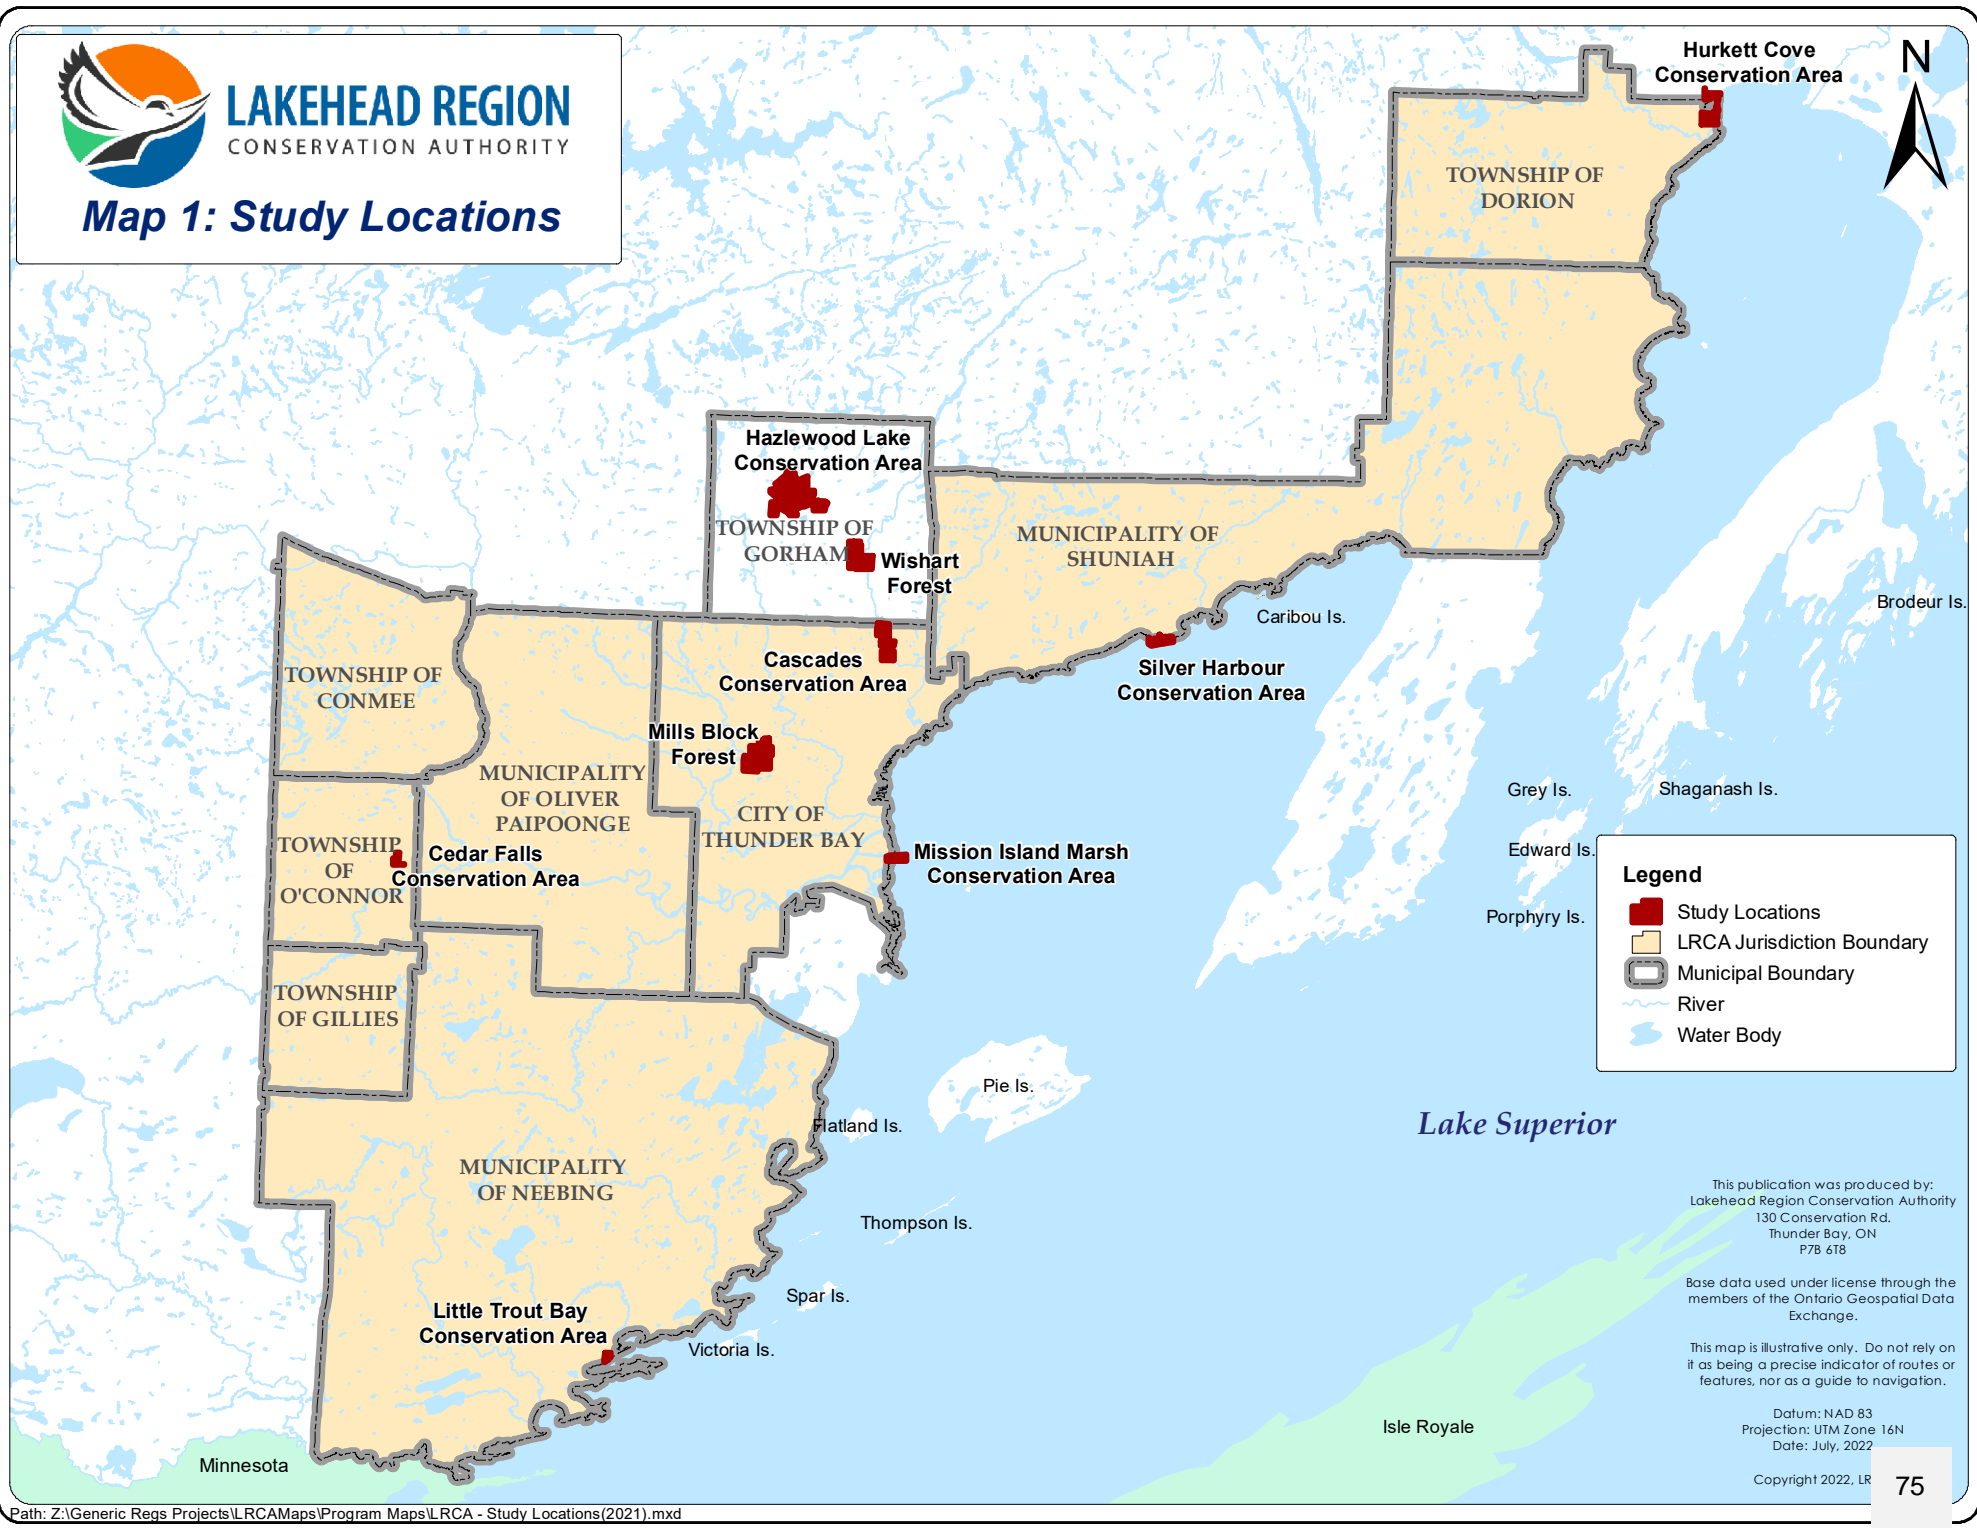 LAKEHEAD REGION
CONSERVATION AUTHORITY
Map 1: Study Locations
Hurkett Cove
Conservation Area
N
TOWNSHIP OF
DORION
Hazlewood Lake
Conservation Area
TOWNSHIP OF
GORHAM
Wishart
Forest
MUNICIPALITY OF
SHUNIAH
Caribou Is.
Brodeur Is.
Silver Harbour
Conservation Area
Cascades
Conservation Area
TOWNSHIP OF
CONMEE
Mills Block
Forest
MUNICIPALITY
OF OLIVER
PAIPOONGE
CITY OF
THUNDER BAY
Grey Is.
Shaganash Is.
TOWNSHIP
OF
O'CONNOR
Cedar Falls
Conservation Area
Mission Island Marsh
Conservation Area
Edward Is.
Porphyry Is.
Legend
Study Locations
LRCA Jurisdiction Boundary
Municipal Boundary
River
Water Body
TOWNSHIP
OF GILLIES
Pie Is.
Flatland Is.
Lake Superior
MUNICIPALITY
OF NEEBING
Thompson Is.
Spar Is.
Little Trout Bay
Conservation Area
Victoria Is.
Isle Royale
Minnesota
This publication was produced by:
Lakehead Region Conservation Authority
130 Conservation Rd.
Thunder Bay, ON
P7B 6T8
Base data used under license through the
members of the Ontario Geospatial Data
Exchange.
This map is illustrative only. Do not rely on
it as being a precise indicator of routes or
features, nor as a guide to navigation.
Datum: NAD 83
Projection: UTM Zone 16N
Date: July, 2022
Copyright 2022, LR
75
Path: Z:\Generic Regs Projects\LRCAMaps\Program Maps\LRCA - Study Locations(2021).mxd